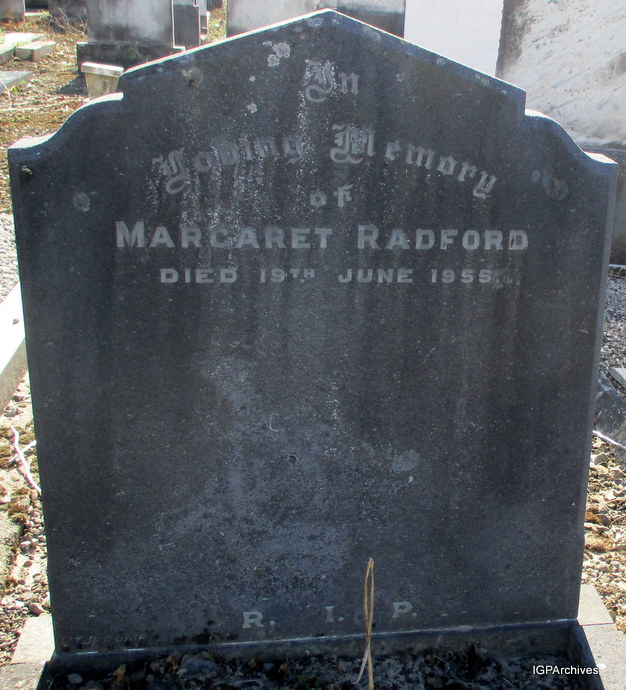 In
Loving Memory
of
MARGARET RADFORD
DIED 19TH JUNE 1955.
R. I. P.
IGPArchives